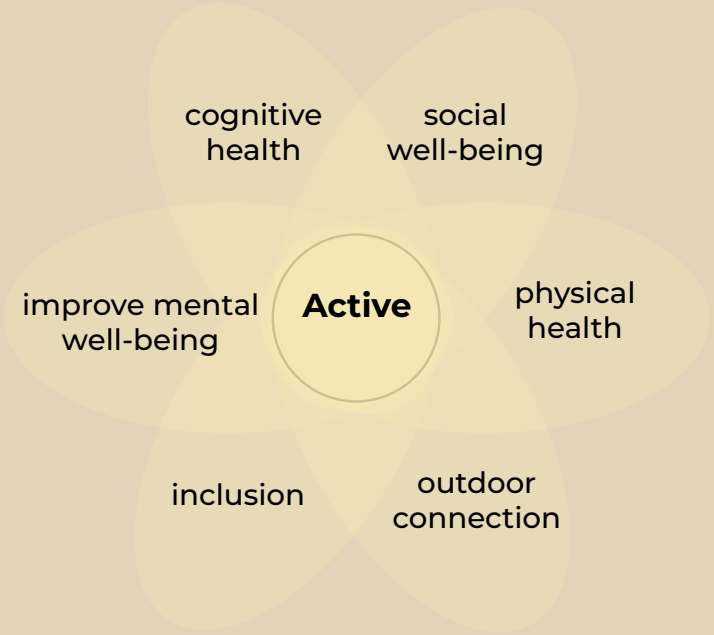 cognitive
health
social
well-being
improve mental
well-being
Active
physical
health
inclusion
outdoor
connection